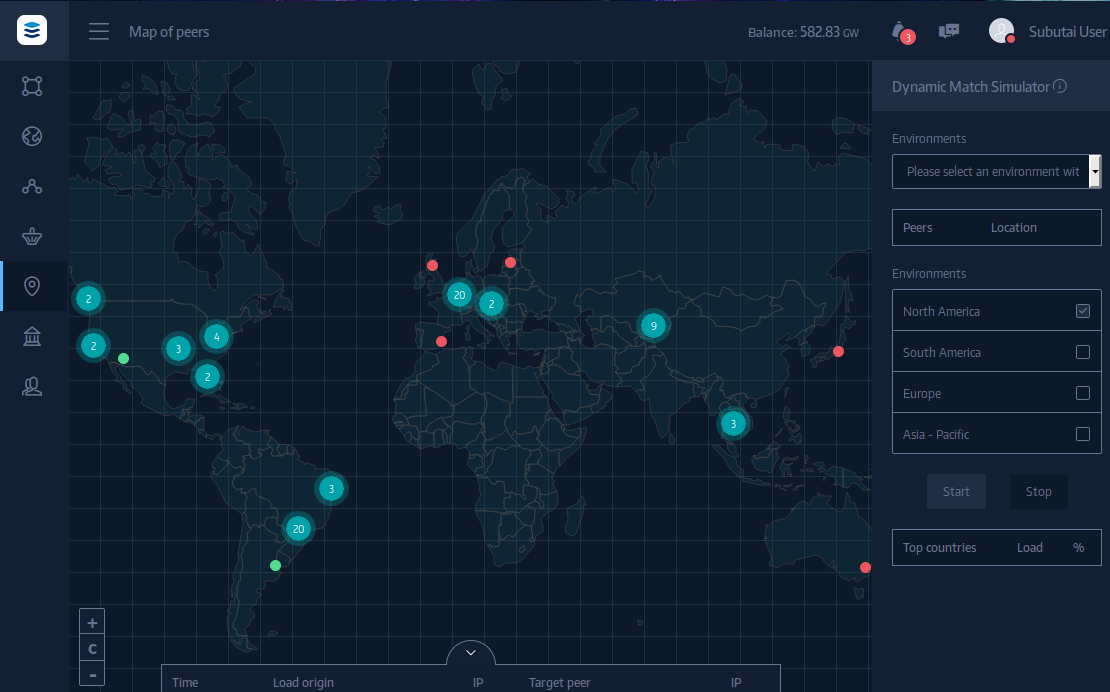 Map of peers
Balance: 582.83 GW
3
Subutai User
Dynamic Match Simulator
Environments
Please select an environment wit
Peers Location
Environments
North America
South America
Europe
Asia - Pacific
Start Stop
Top countries Load %
2
2
3
4
2
20
2
9
3
3
20
+
C
-
Time Load origin IP Target peer IP